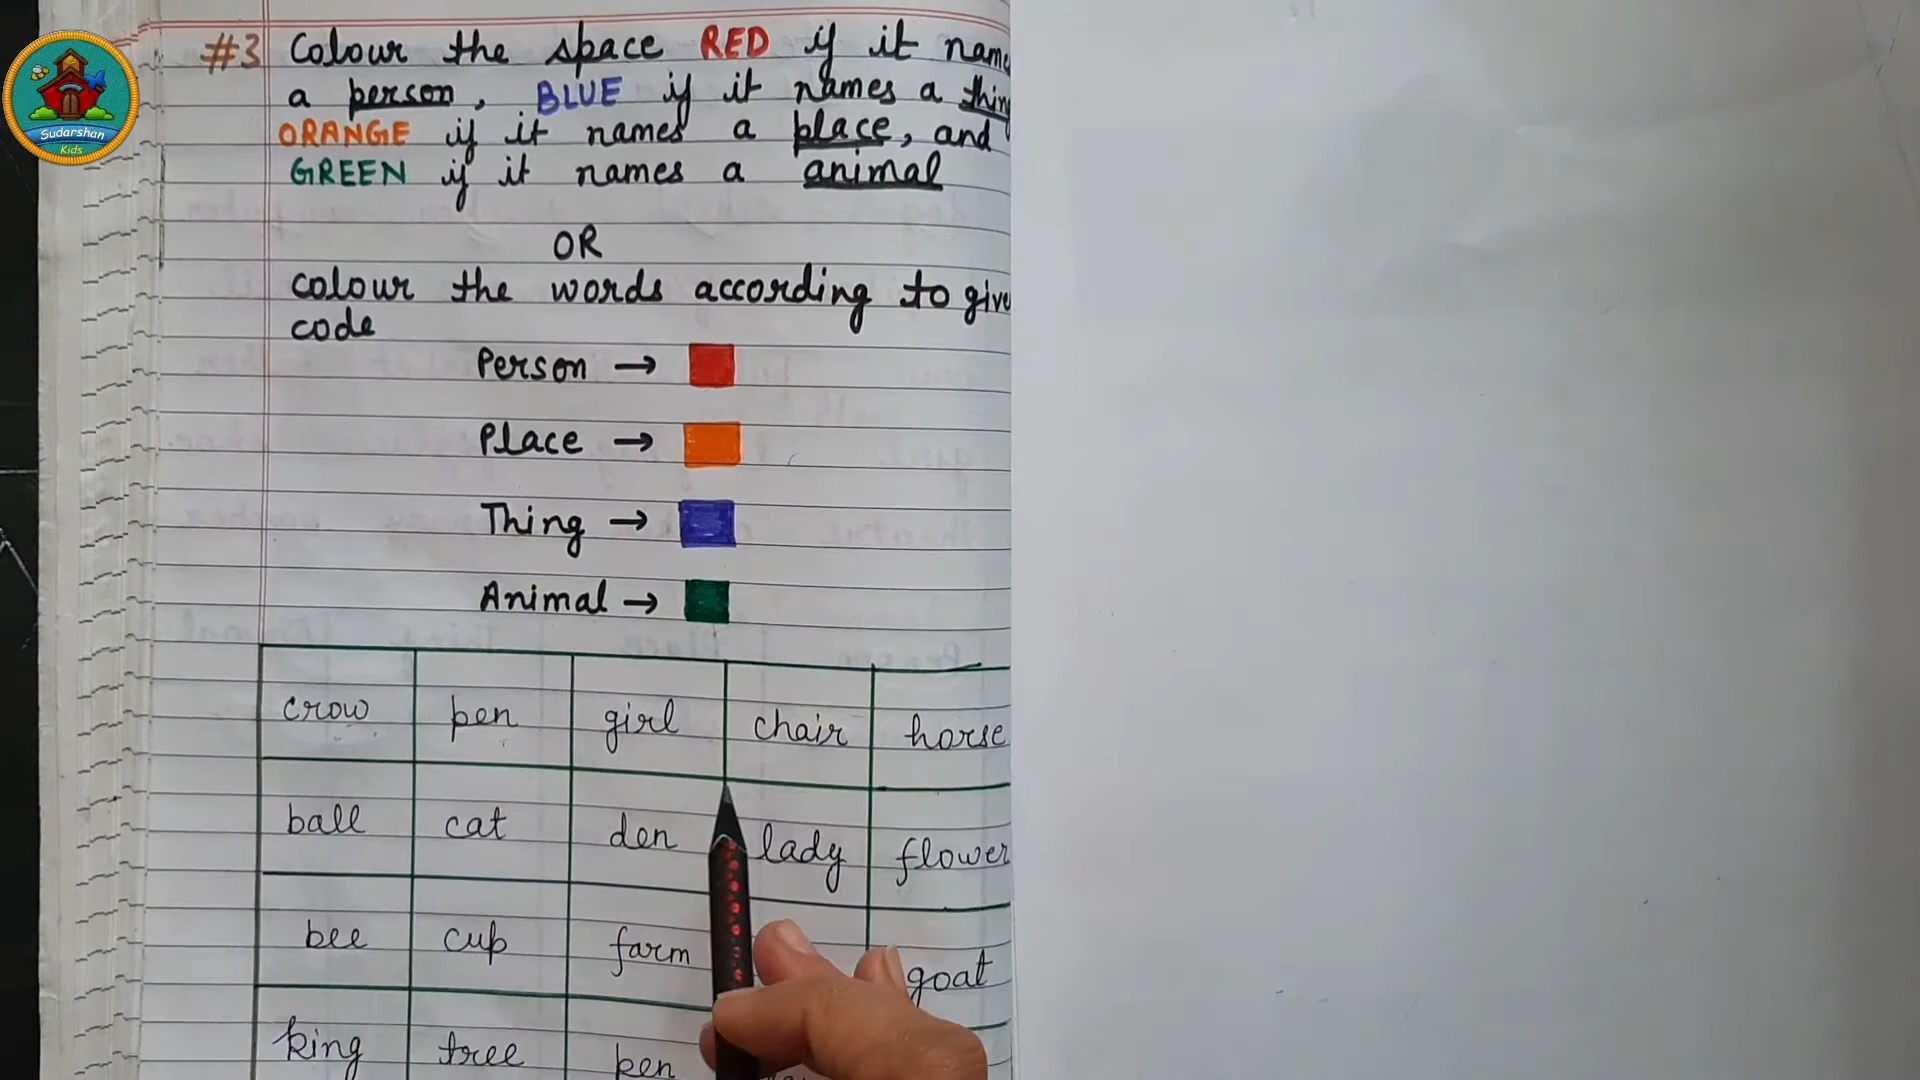 Sudarshan
Kids
#3 Colour the space RED if it name
a person, BLUE if it names a thin
ORANGE if it names a place, and
GREEN if it names a animal
OR
colour the words according to give
code
Person →
Place →
Thing →
Animal →
crow pen girl chair horse
ball cat den lady flower
bee cup farm goat
king tree pen